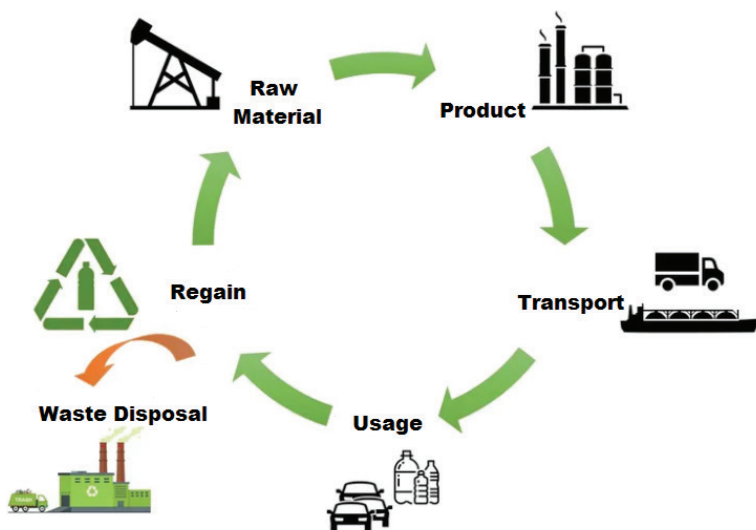 Raw
Material
Product
Transport
Usage
Regain
Waste Disposal